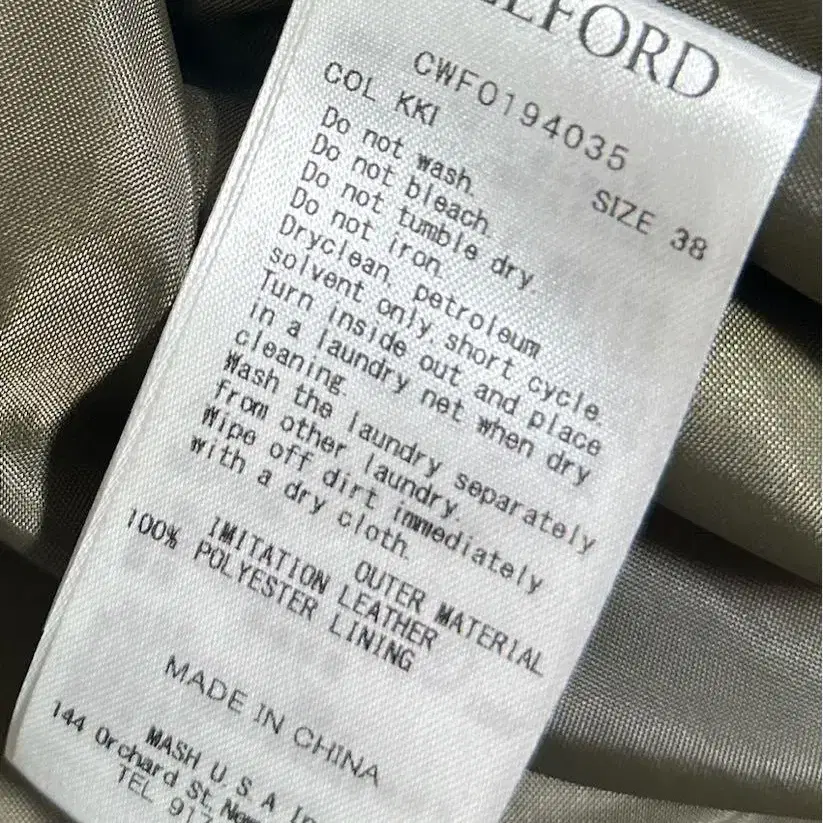 LFORD
CWF0194035
COL KKI SIZE 38
Do not wash.
Do not bleach.
Do not tumble dry.
Do not iron.
Dryclean, petroleum
solvent only, short cycle.
Turn inside out and place
in a laundry net when dry
cleaning.
Wash the laundry separately
from other laundry.
Wipe off dirt immediately
with a dry cloth.
OUTER MATERIAL
IMITATION LEATHER
100% POLYESTER LINING
MADE IN CHINA
MASH U.S.A
144 Orchard St.
TEL 917